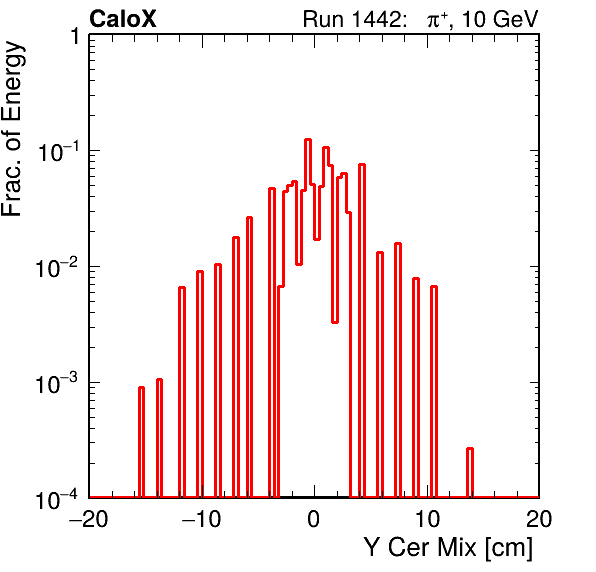 CaloX Run 1442: π⁺, 10 GeV
Frac. of Energy
1
10⁻¹
10⁻²
10⁻³
10⁻⁴
−20 −10 0 10 20
Y Cer Mix [cm]